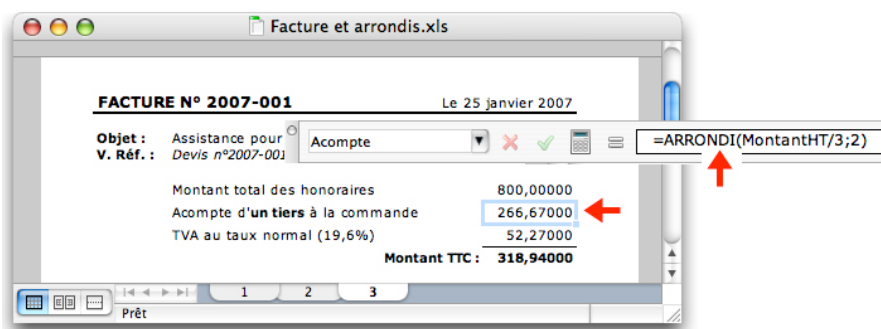 Facture et arrondis.xls
FACTURE N° 2007-001 Le 25 janvier 2007
Objet : Assistance pour
V. Réf. : Devis n°2007-001
Acompte =ARRONDI(MontantHT/3;2)
Montant total des honoraires 800,00000
Acompte d'un tiers à la commande 266,67000
TVA au taux normal (19,6%) 52,27000
Montant TTC : 318,94000
1 2 3
Prêt